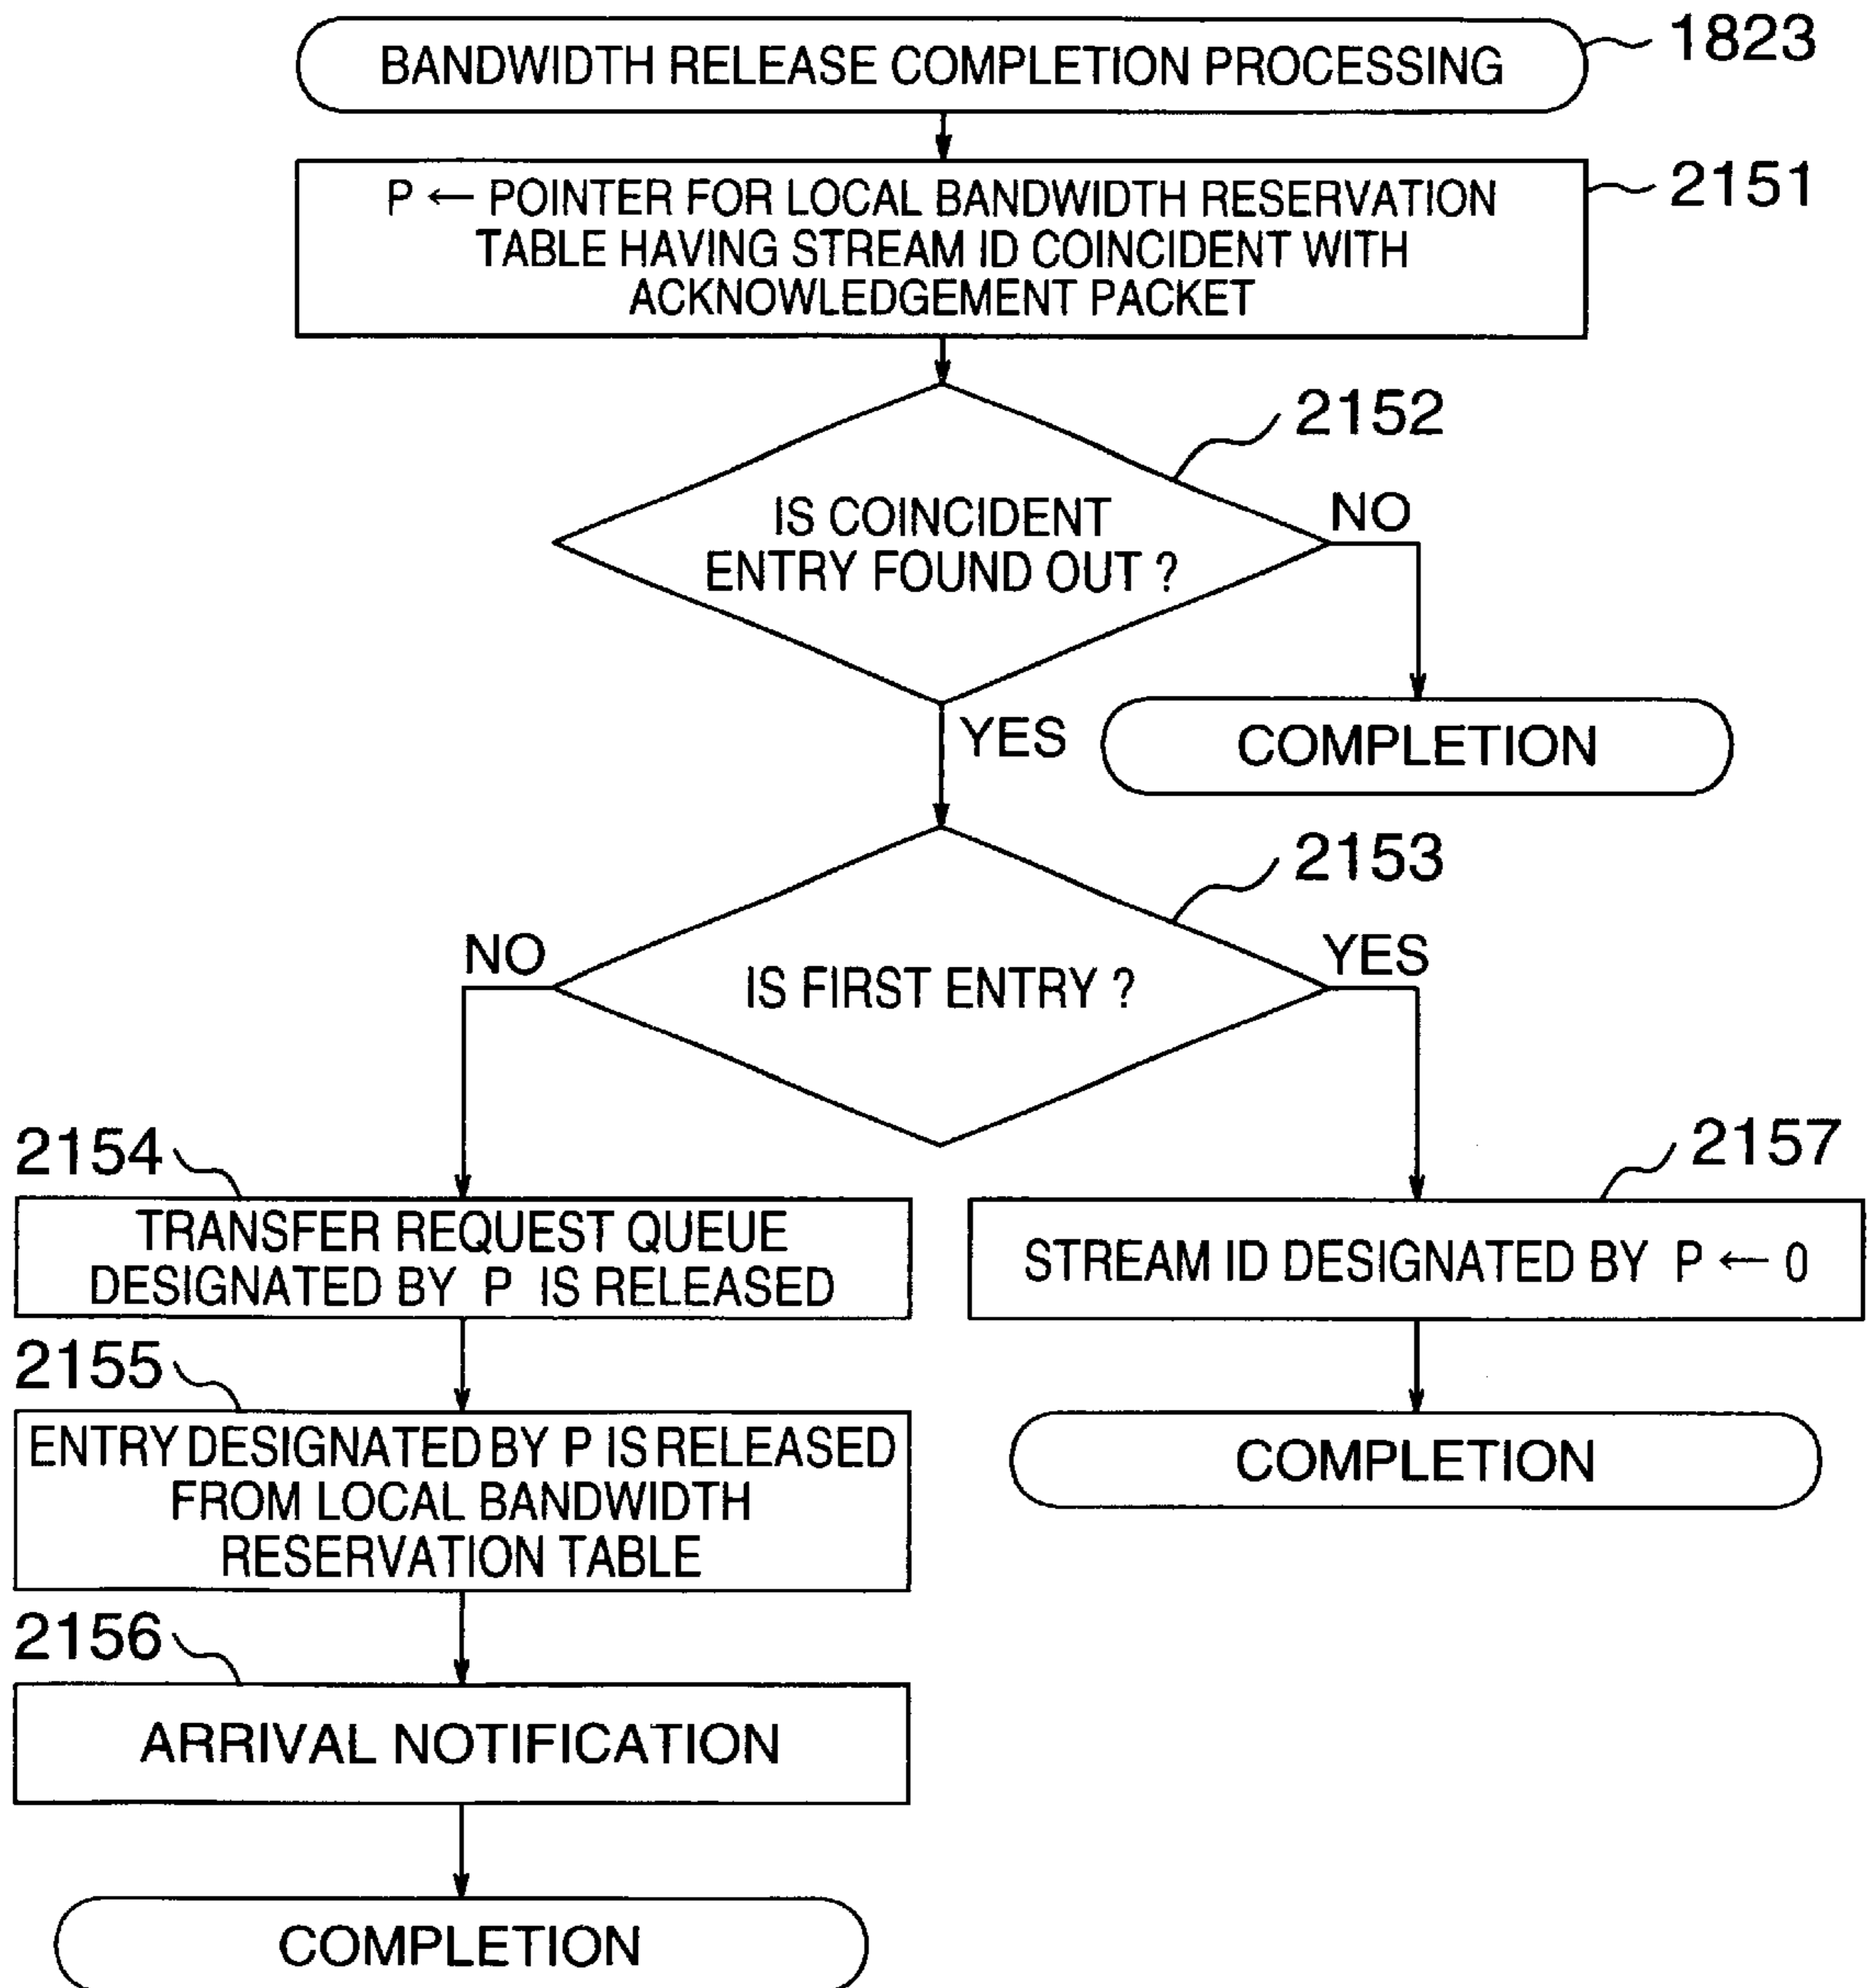 BANDWIDTH RELEASE COMPLETION PROCESSING
1823
P ← POINTER FOR LOCAL BANDWIDTH RESERVATION
TABLE HAVING STREAM ID COINCIDENT WITH
ACKNOWLEDGEMENT PACKET
2151
2152
IS COINCIDENT
ENTRY FOUND OUT ?
NO
YES
COMPLETION
2153
NO
IS FIRST ENTRY ?
YES
2154
TRANSFER REQUEST QUEUE
DESIGNATED BY P IS RELEASED
2157
STREAM ID DESIGNATED BY P ← 0
2155
ENTRY DESIGNATED BY P IS RELEASED
FROM LOCAL BANDWIDTH
RESERVATION TABLE
COMPLETION
2156
ARRIVAL NOTIFICATION
COMPLETION